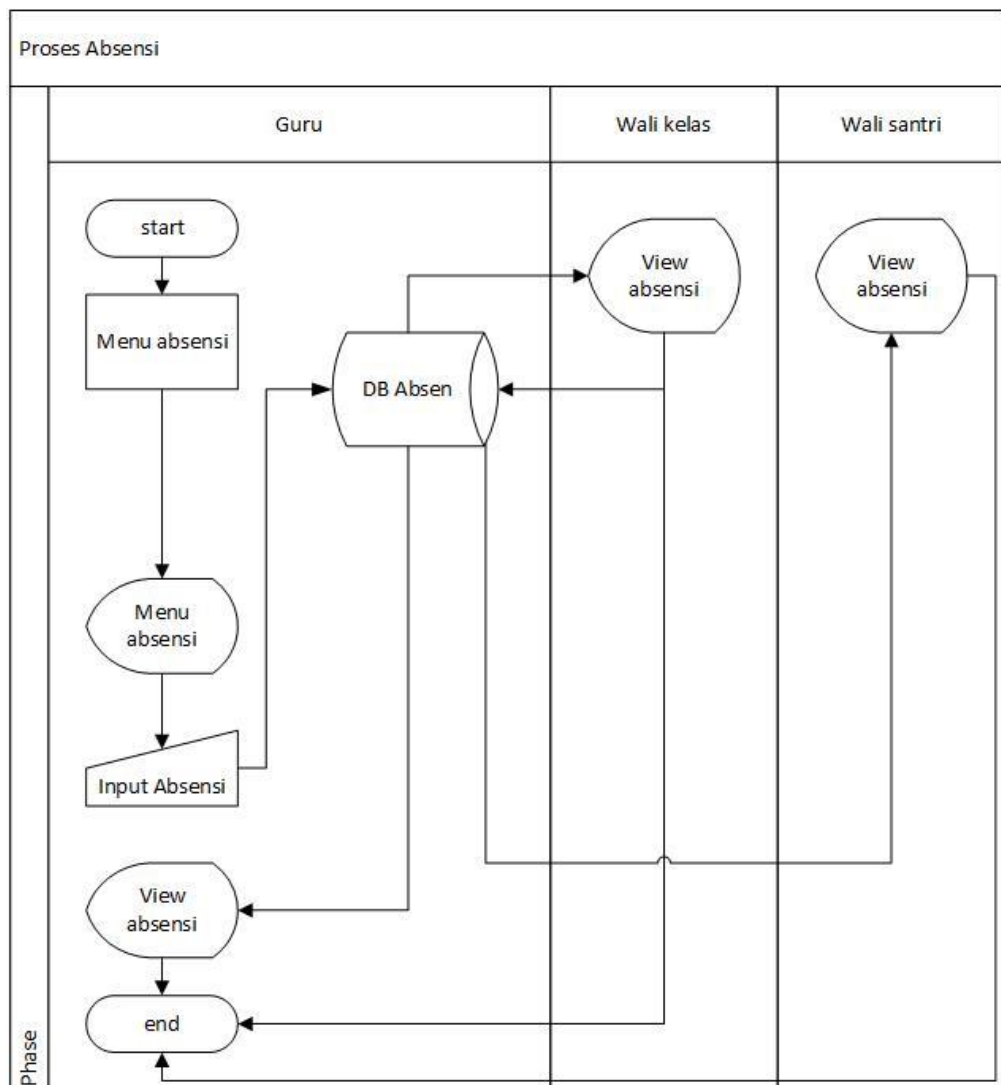 Proses Absensi
Guru
Wali kelas
Wali santri
start
Menu absensi
DB Absen
View
absensi
View
absensi
Menu
absensi
Input Absensi
View
absensi
end
Phase